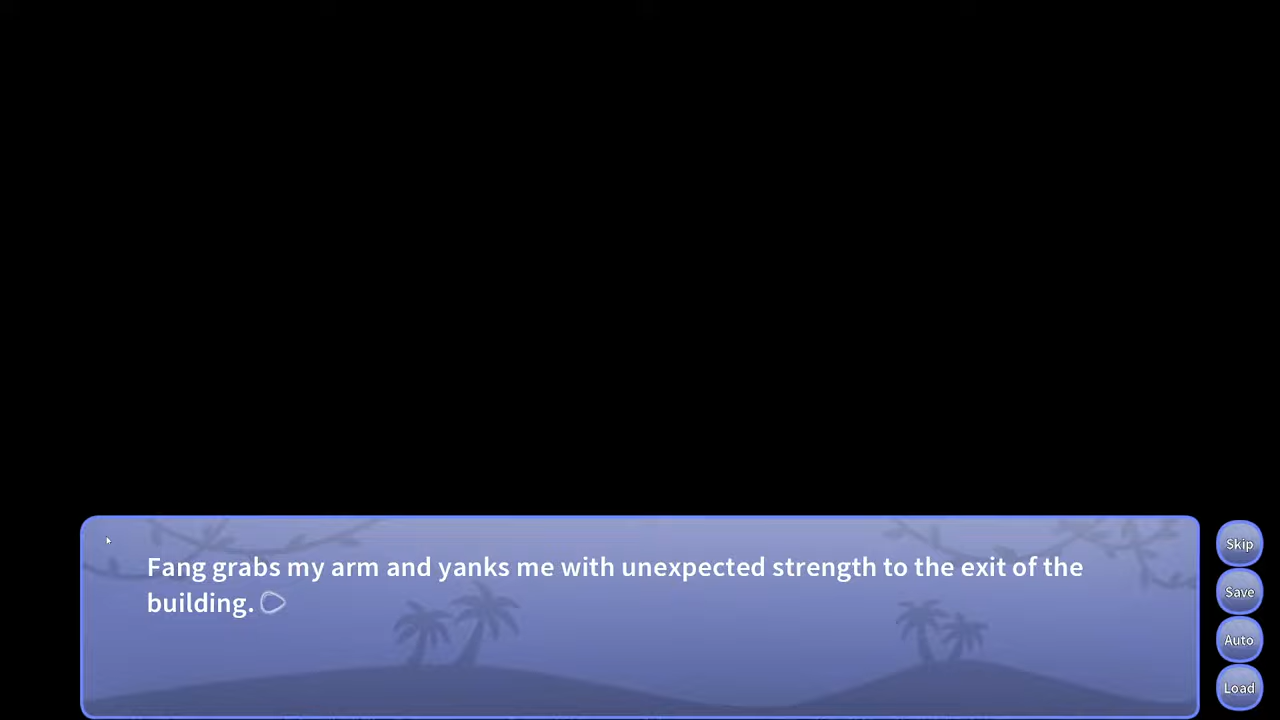 Fang grabs my arm and yanks me with unexpected strength to the exit of the
building.
Skip
Save
Auto
Load